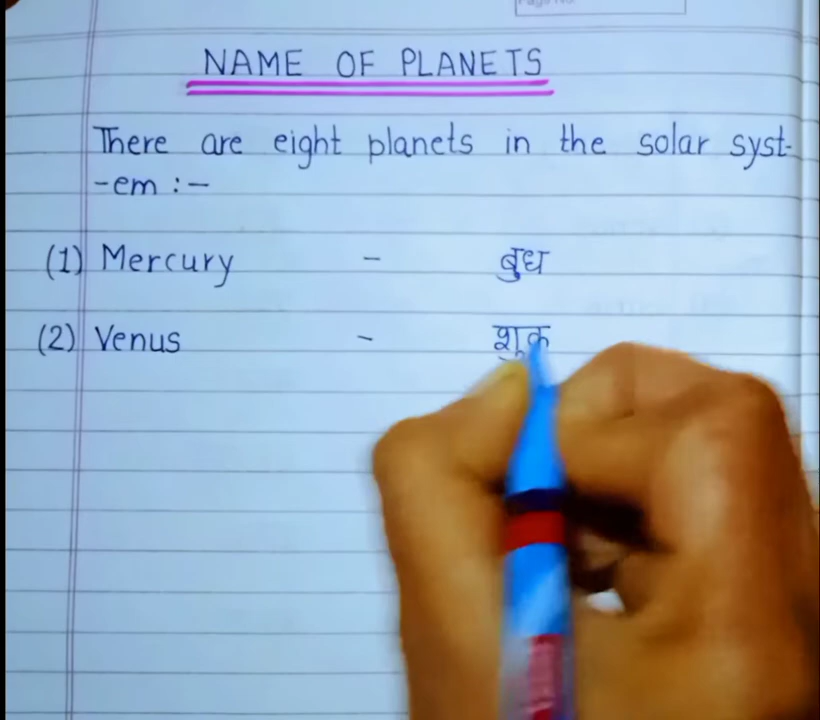 NAME OF PLANETS
There are eight planets in the solar syst-
-em :-
(1) Mercury - बुध
(2) Venus - शुक